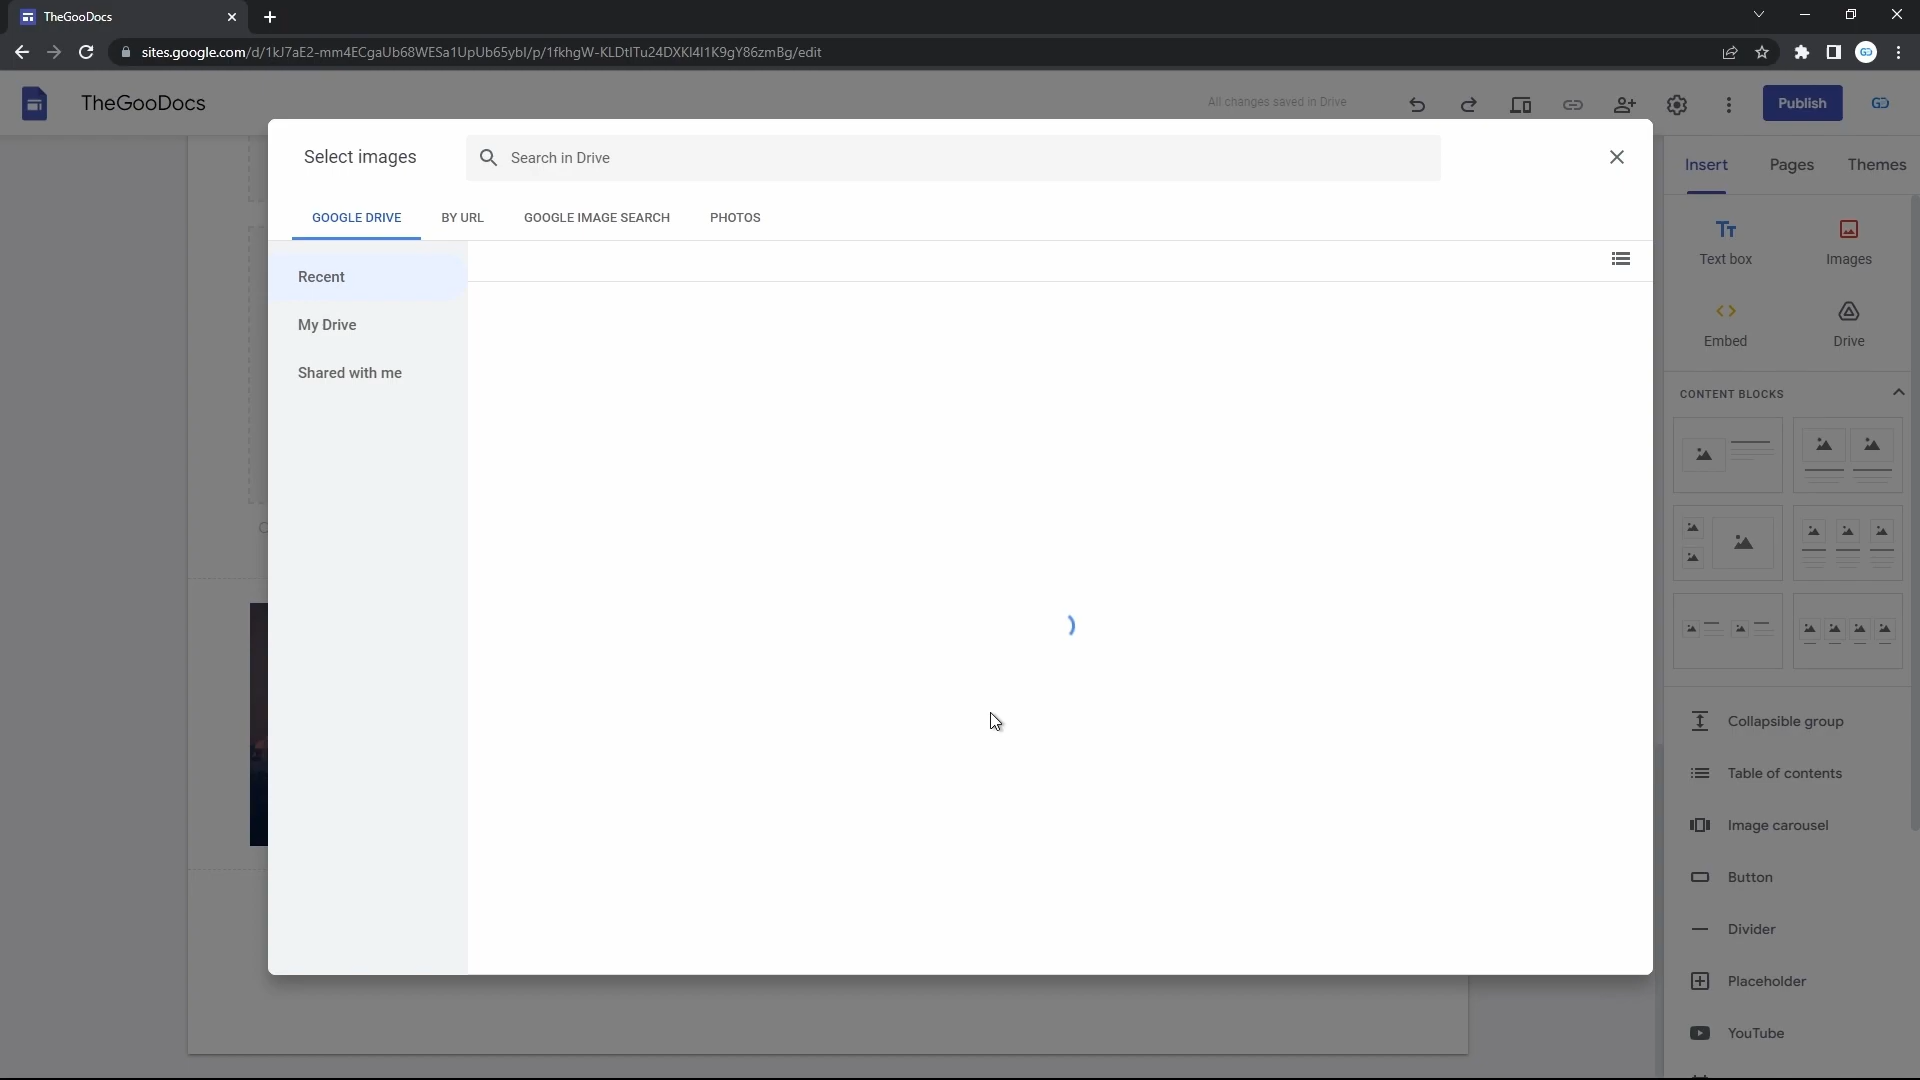 TheGooDocs
sites.google.com/d/1kJ7aE2-mm4ECgaUb68WESa1UpUb65ybI/p/1fkhgW-KLDtITu24DXKl4I1K9gY86zmBg/edit
TheGooDocs
All changes saved in Drive
Publish
Select images
Search in Drive
Insert
Pages
Themes
GOOGLE DRIVE
BY URL
GOOGLE IMAGE SEARCH
PHOTOS
Recent
My Drive
Shared with me
Text box
Images
Embed
Drive
CONTENT BLOCKS
Collapsible group
Table of contents
Image carousel
Button
Divider
Placeholder
YouTube